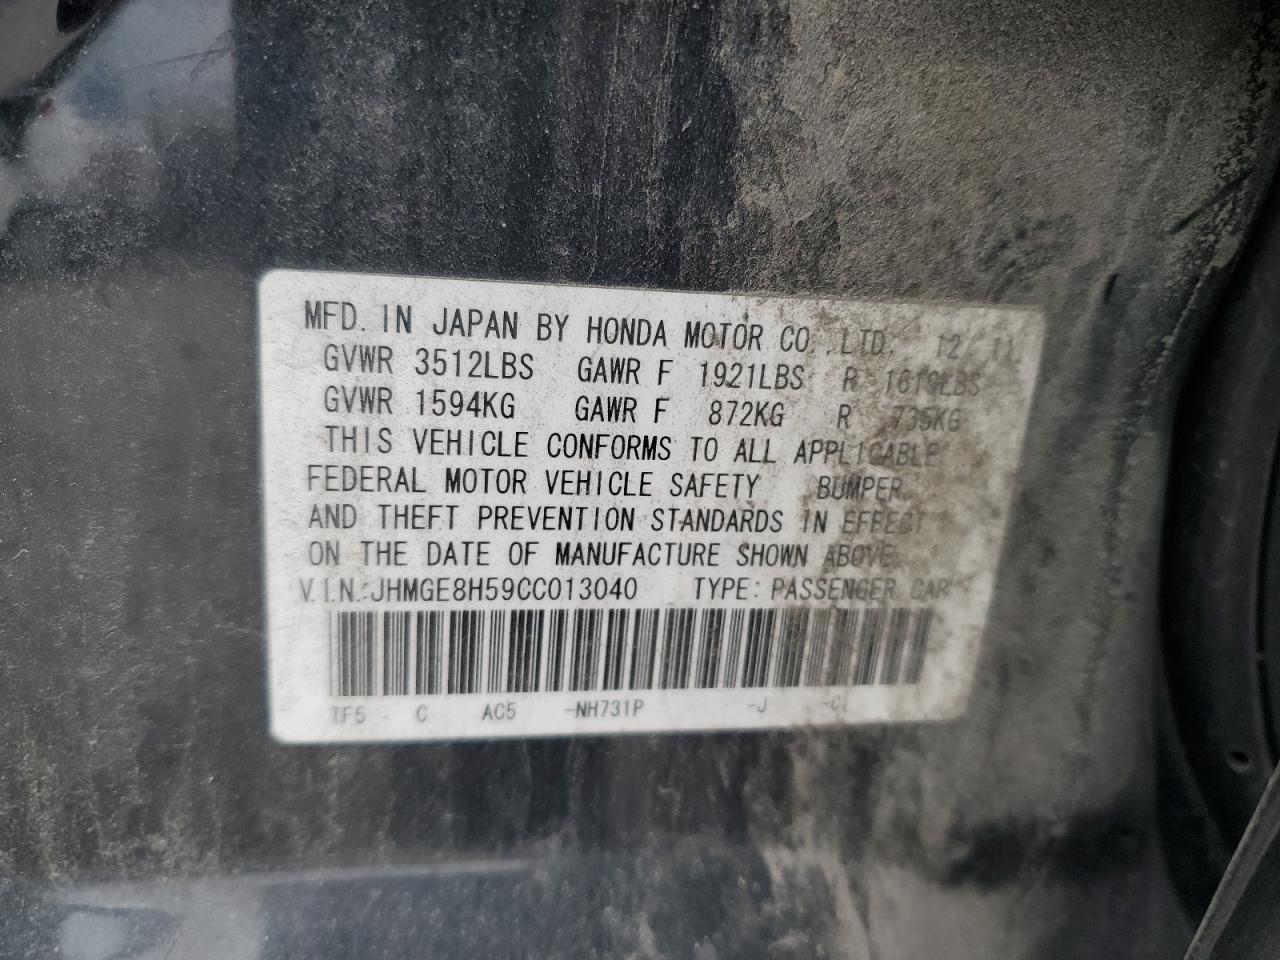 MFD. IN JAPAN BY HONDA MOTOR CO.,LTD. 12/11
GVWR 3512LBS GAWR F 1921LBS R 1619LBS
GVWR 1594KG GAWR F 872KG R 735KG
THIS VEHICLE CONFORMS TO ALL APPLICABLE
FEDERAL MOTOR VEHICLE SAFETY BUMPER
AND THEFT PREVENTION STANDARDS IN EFFECT
ON THE DATE OF MANUFACTURE SHOWN ABOVE.
V.I.N.:JHMGE8H59CC013040 TYPE: PASSENGER CAR
TF5 - C AC5 -NH731P -J